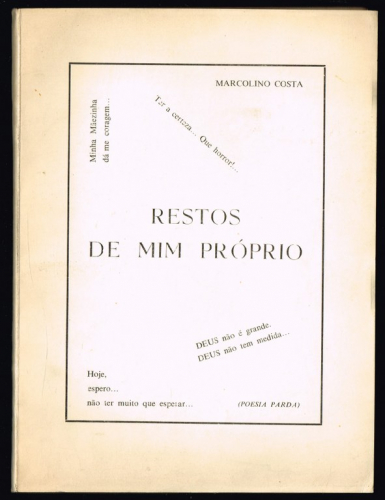 MARCOLINO COSTA
Minha Mãezinha
dá me coragem...
Ter a certeza... Que horror!...
RESTOS
DE MIM PRÓPRIO
DEUS não é grande.
DEUS não tem medida...
Hoje,
espero...
não ter muito que esperar...
(POESIA PARDA)